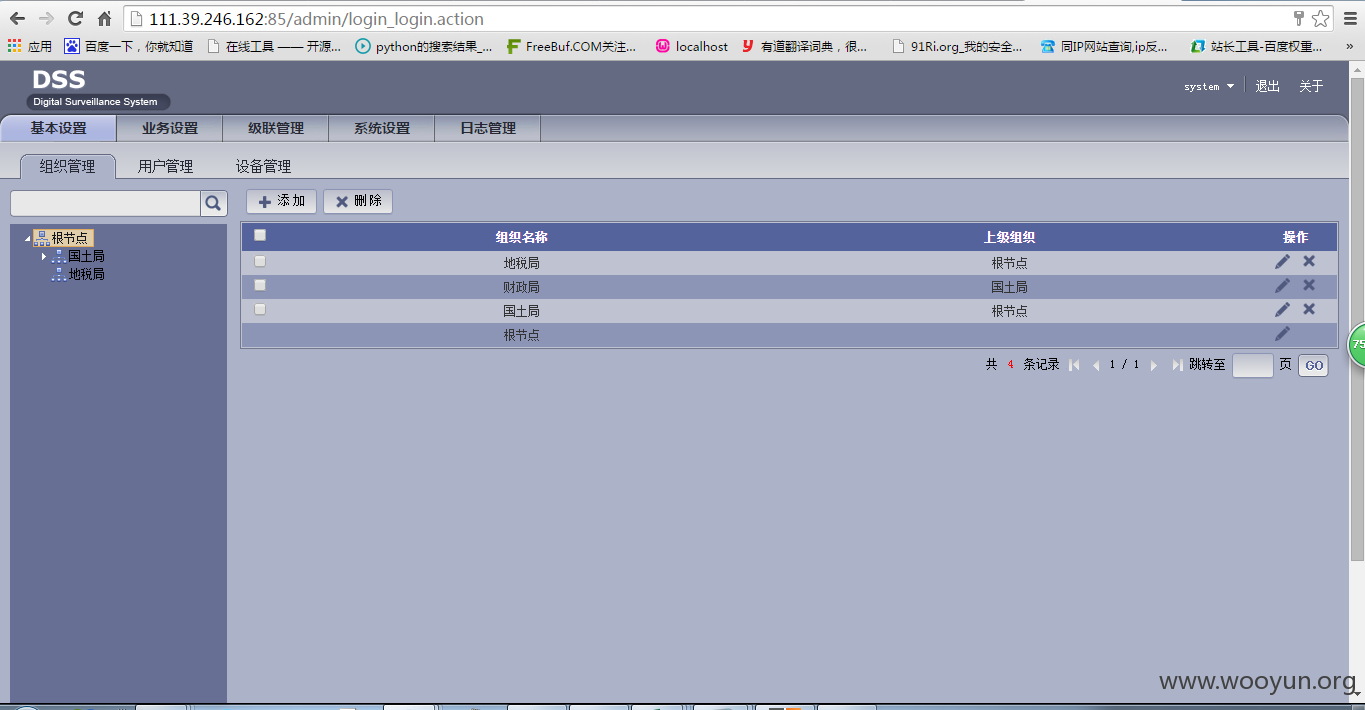 111.39.246.162:85/admin/login_login.action
应用 百度一下，你就知道 在线工具 —— 开源... python的搜索结果_... FreeBuf.COM关注... localhost 有道翻译词典，很... 91Ri.org_我的安全... 同IP网站查询,ip反... 站长工具-百度权重... »
DSS
Digital Surveillance System
system 退出 关于
基本设置 业务设置 级联管理 系统设置 日志管理
组织管理 用户管理 设备管理
添加 删除
根节点
国土局
地税局
组织名称 上级组织 操作
地税局 根节点
财政局 国土局
国土局 根节点
根节点
共 4 条记录 1 / 1 跳转至 页 GO
75
www.wooyun.org